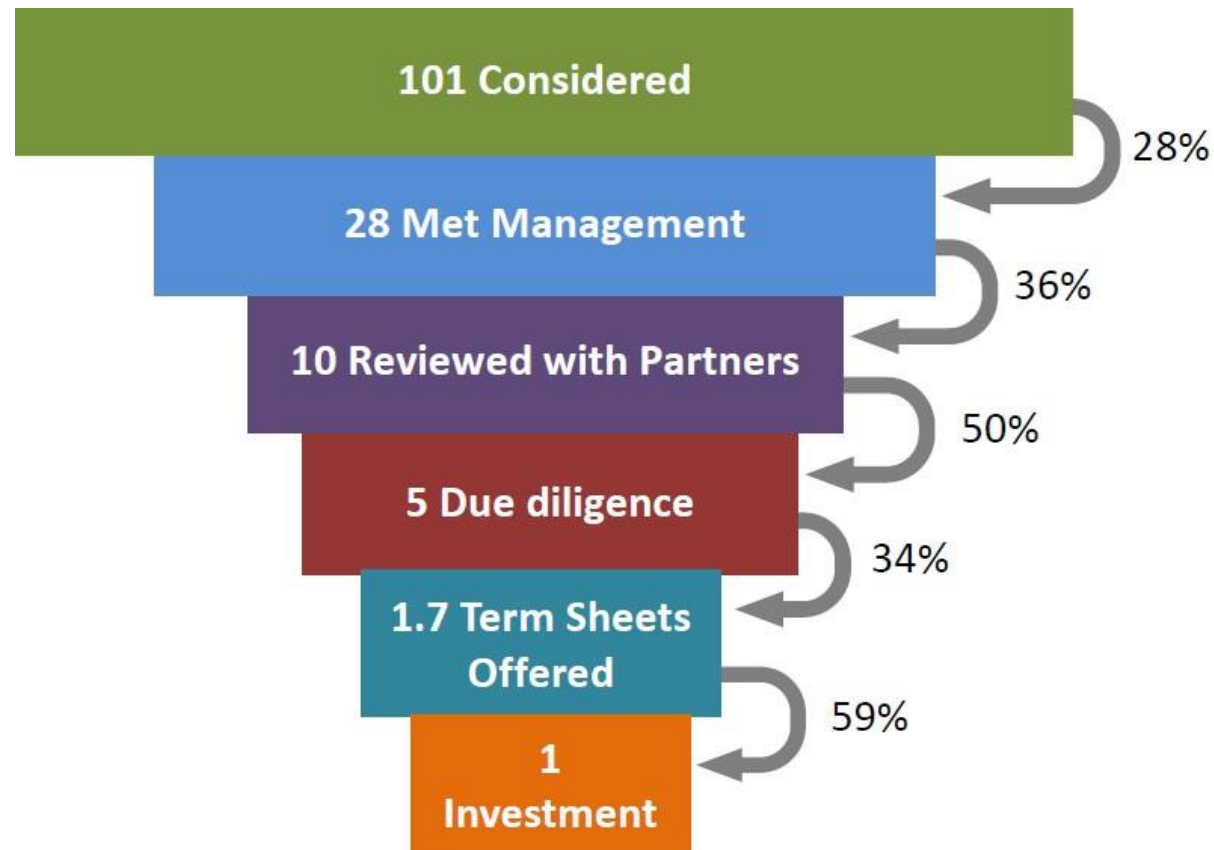 101 Considered
28%
28 Met Management
36%
10 Reviewed with Partners
50%
5 Due diligence
34%
1.7 Term Sheets
Offered
59%
1
Investment